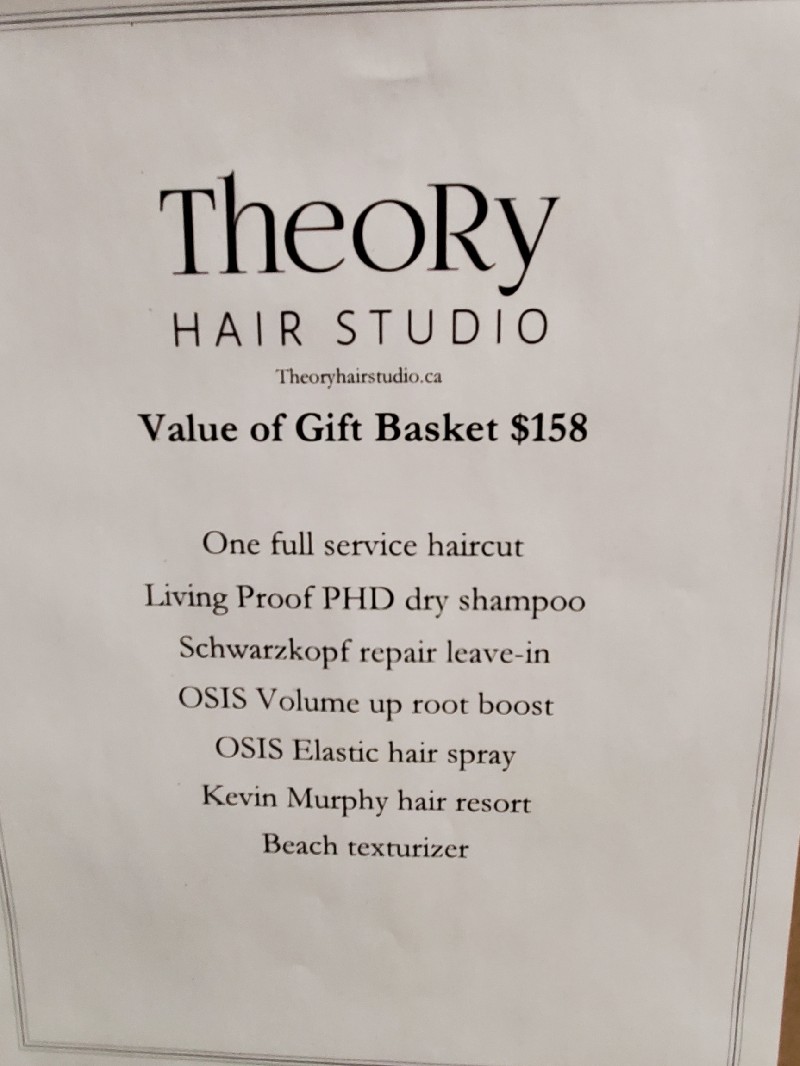 TheoRy
HAIR STUDIO
Theoryhairstudio.ca
Value of Gift Basket $158
One full service haircut
Living Proof PHD dry shampoo
Schwarzkopf repair leave-in
OSIS Volume up root boost
OSIS Elastic hair spray
Kevin Murphy hair resort
Beach texturizer